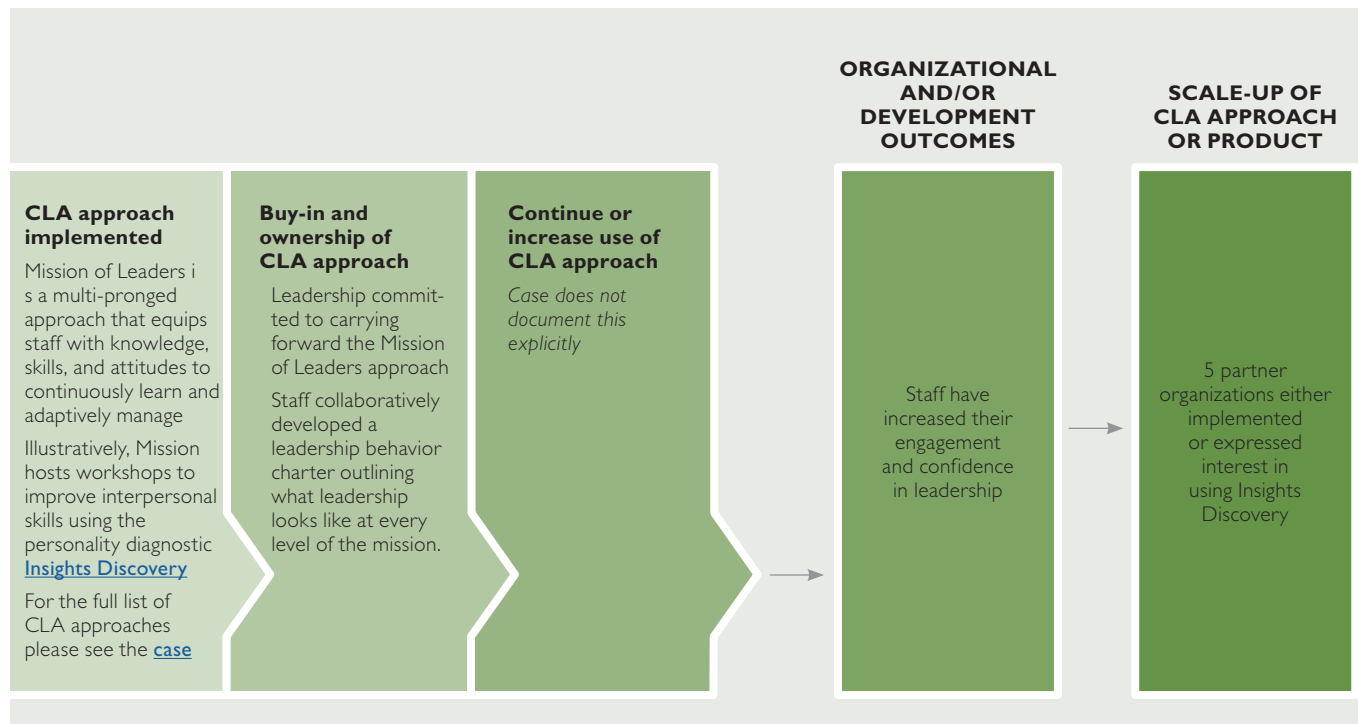 ORGANIZATIONAL
AND/OR
DEVELOPMENT
OUTCOMES
SCALE-UP OF
CLA APPROACH
OR PRODUCT
CLA approach
implemented
Mission of Leaders i
s a multi-pronged
approach that equips
staff with knowledge,
skills, and attitudes to
continuously learn and
adaptively manage
Illustratively, Mission
hosts workshops to
improve interpersonal
skills using the
personality diagnostic
Insights Discovery
For the full list of
CLA approaches
please see the case
Buy-in and
ownership of
CLA approach
Leadership commit-
ted to carrying
forward the Mission
of Leaders approach
Staff collaboratively
developed a
leadership behavior
charter outlining
what leadership
looks like at every
level of the mission.
Continue or
increase use of
CLA approach
Case does not
document this
explicitly
Staff have
increased their
engagement
and confidence
in leadership
5 partner
organizations either
implemented
or expressed
interest in
using Insights
Discovery